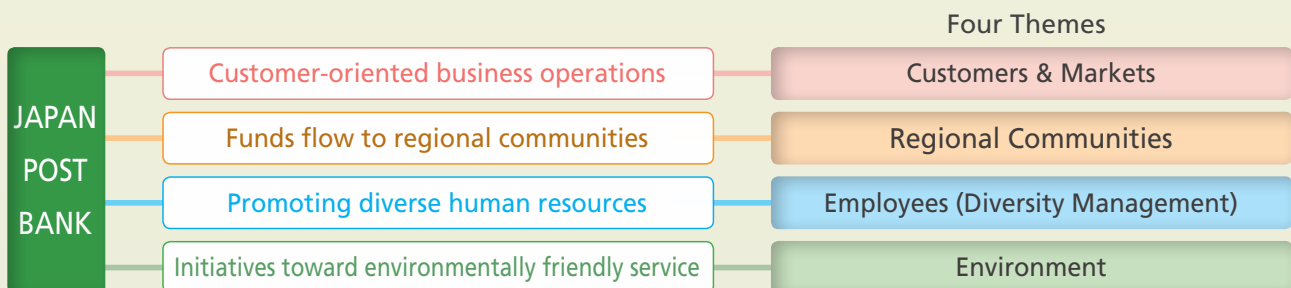 Four Themes
JAPAN
POST
BANK
Customer-oriented business operations
Customers & Markets
Funds flow to regional communities
Regional Communities
Promoting diverse human resources
Employees (Diversity Management)
Initiatives toward environmentally friendly service
Environment